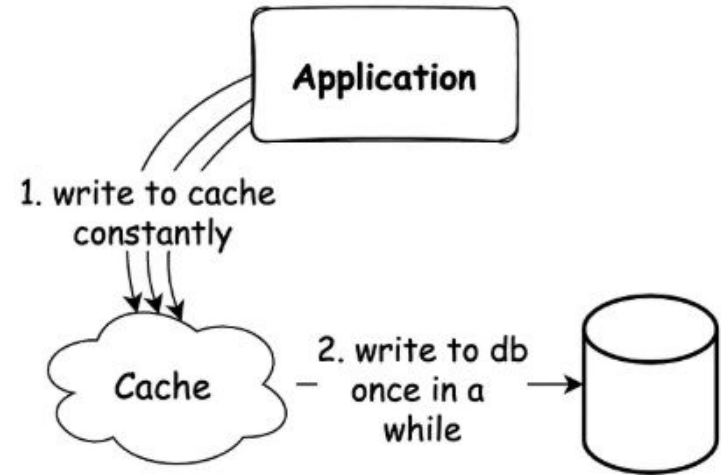 Application
1. write to cache
constantly
Cache
2. write to db
once in a
while